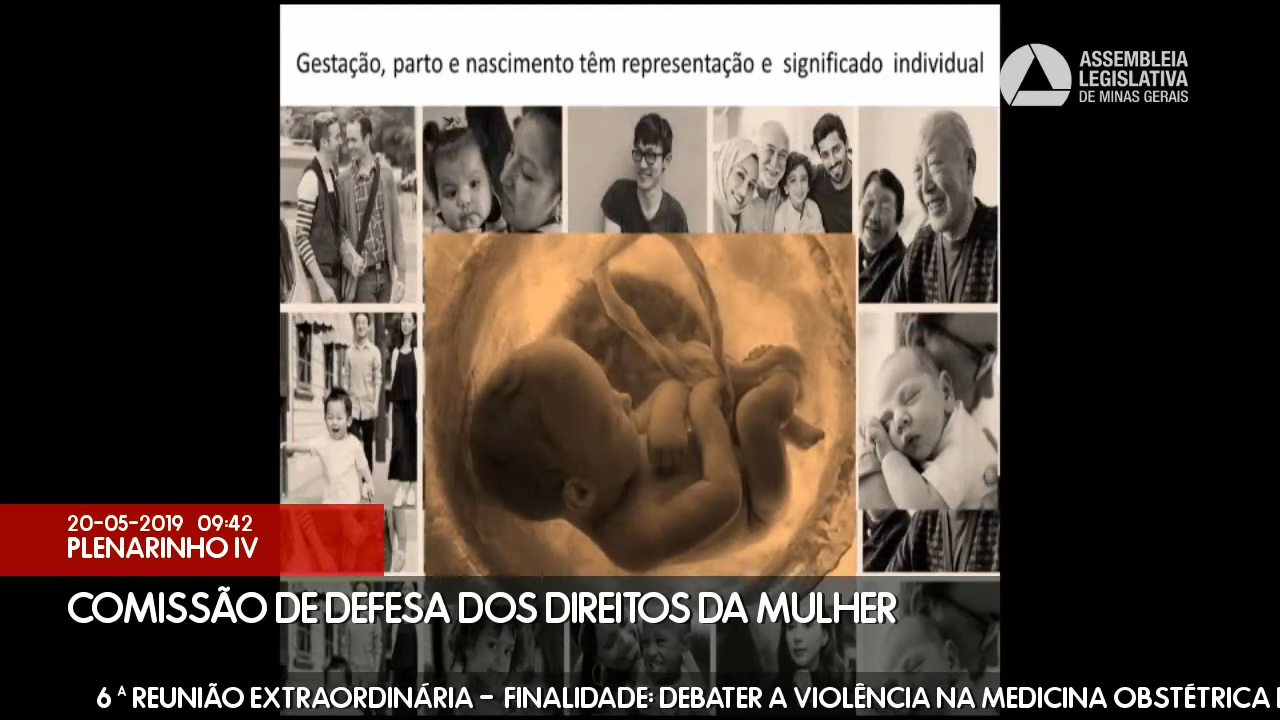 Gestação, parto e nascimento têm representação e significado individual
ASSEMBLEIA
LEGISLATIVA
DE MINAS GERAIS
20-05-2019 09:42
PLENARINHO IV
COMISSÃO DE DEFESA DOS DIREITOS DA MULHER
6ª REUNIÃO EXTRAORDINÁRIA - FINALIDADE: DEBATER A VIOLÊNCIA NA MEDICINA OBSTÉTRICA